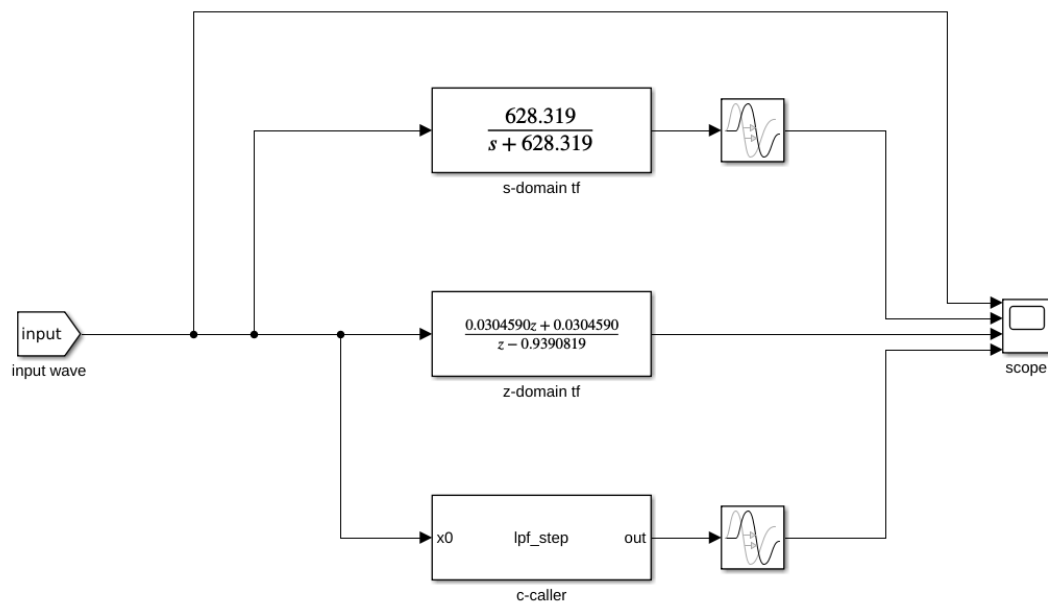 628.319
s + 628.319
s-domain tf
input
input wave
0.0304590z + 0.0304590
z − 0.9390819
z-domain tf
scope
x0 lpf_step out
c-caller